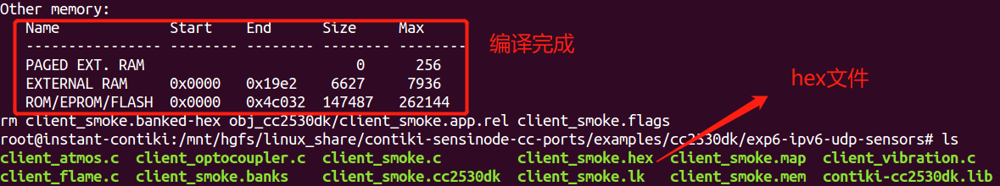 Other memory:
Name Start End Size Max
---------------- -------- -------- -------- --------
PAGED EXT. RAM 0 256
EXTERNAL RAM 0x0000 0x19e2 6627 7936
ROM/EPROM/FLASH 0x0000 0x4c032 147487 262144
编译完成
hex文件
rm client_smoke.banked-hex obj_cc2530dk/client_smoke.app.rel client_smoke.flags
root@instant-contiki:/mnt/hgfs/linux_share/contiki-sensinode-cc-ports/examples/cc2530dk/exp6-ipv6-udp-sensors# ls
client_atmos.c client_optocoupler.c client_smoke.c client_smoke.hex client_smoke.map client_vibration.c
client_flame.c client_smoke.banks client_smoke.cc2530dk client_smoke.lk client_smoke.mem contiki-cc2530dk.lib